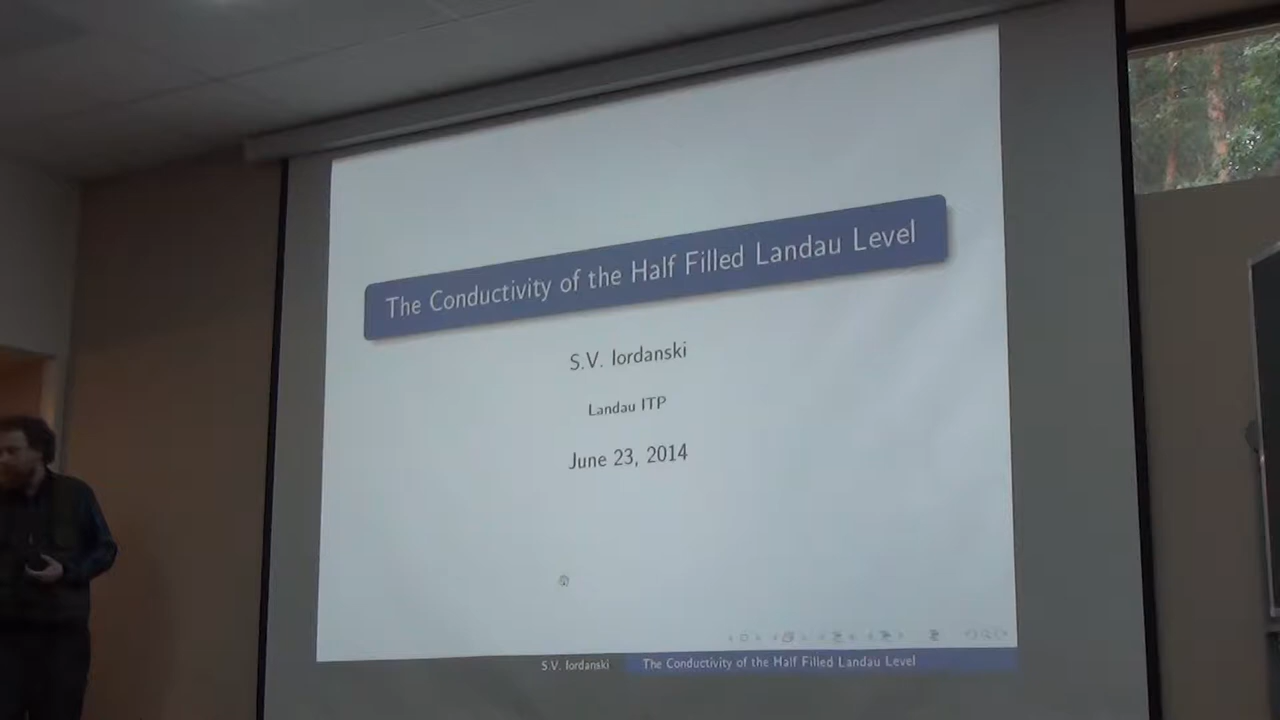 The Conductivity of the Half Filled Landau Level
S.V. Iordanski
Landau ITP
June 23, 2014
S.V. Iordanski The Conductivity of the Half Filled Landau Level